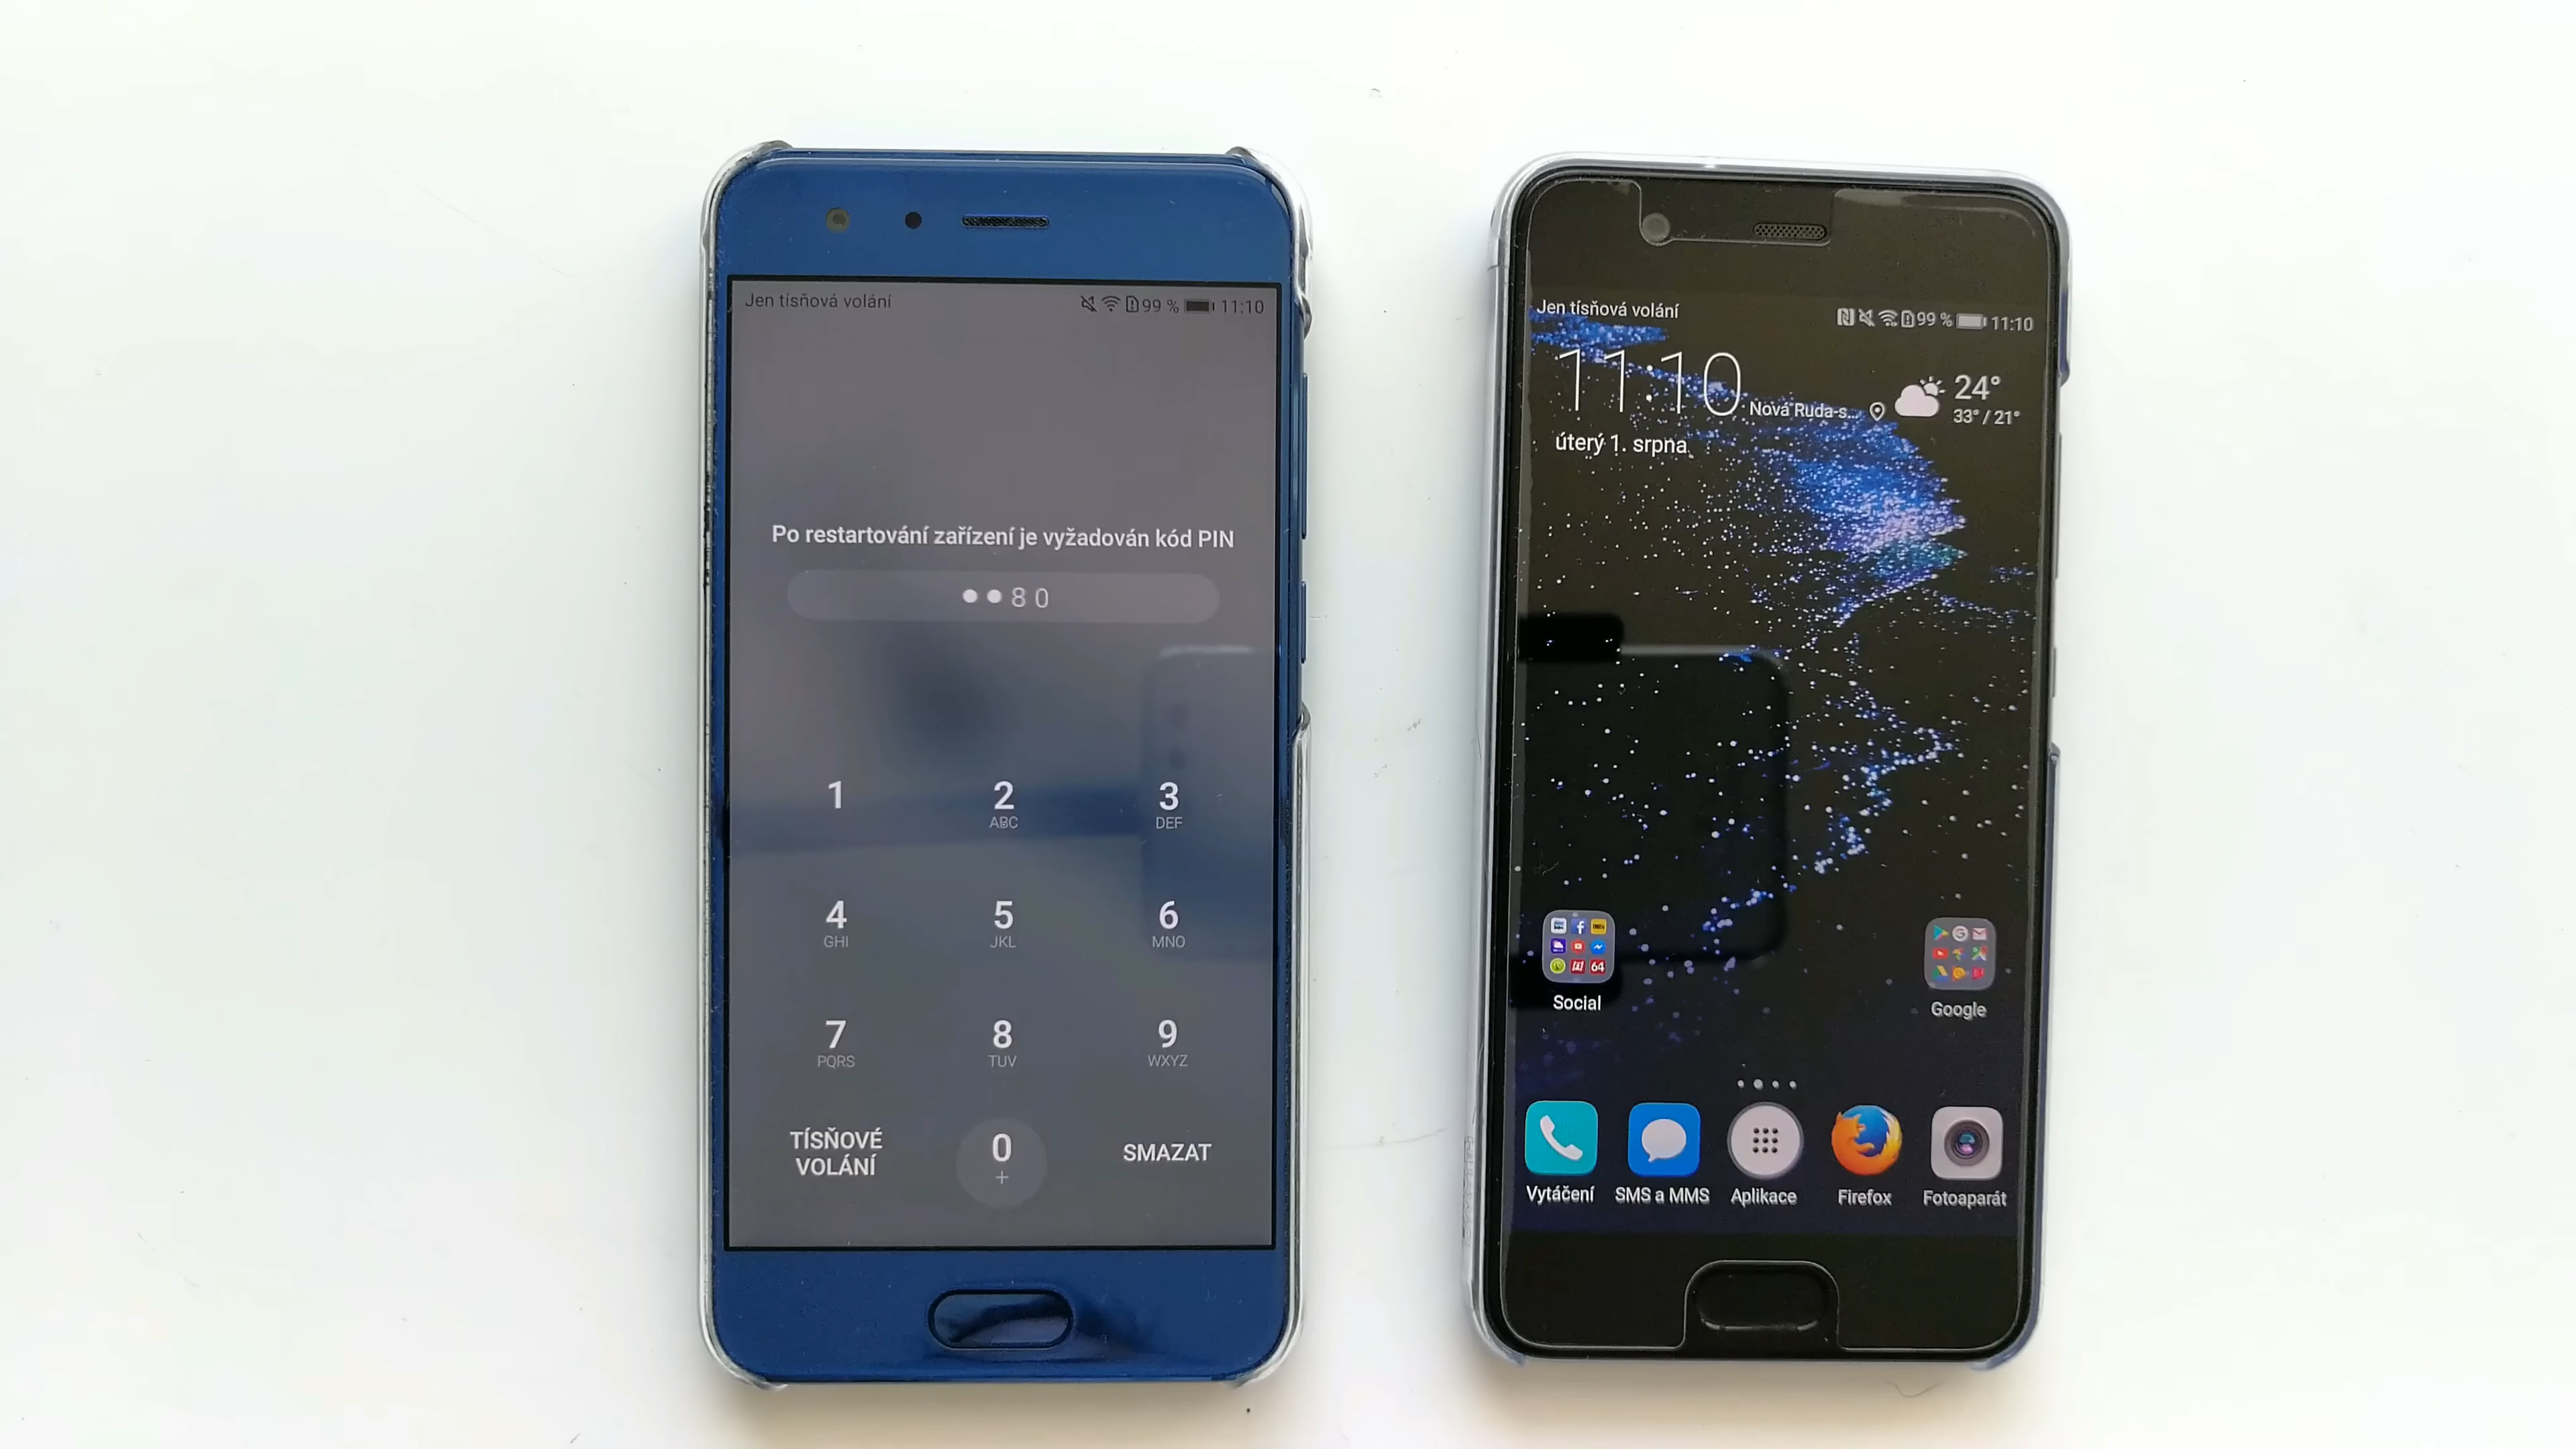 Jen tísňová volání
99 % 11:10
Po restartování zařízení je vyžadován kód PIN
80
1
2
3
ABC
DEF
4
5
6
GHI
JKL
MNO
7
8
9
PQRS
TUV
WXYZ
TÍSŇOVÉ
VOLÁNÍ
0
+
SMAZAT
Jen tísňová volání
99 % 11:10
11:10
Nová Ruda-s...
24°
33° / 21°
úterý 1. srpna
64
Social
Google
Vytáčení
SMS a MMS
Aplikace
Firefox
Fotoaparát